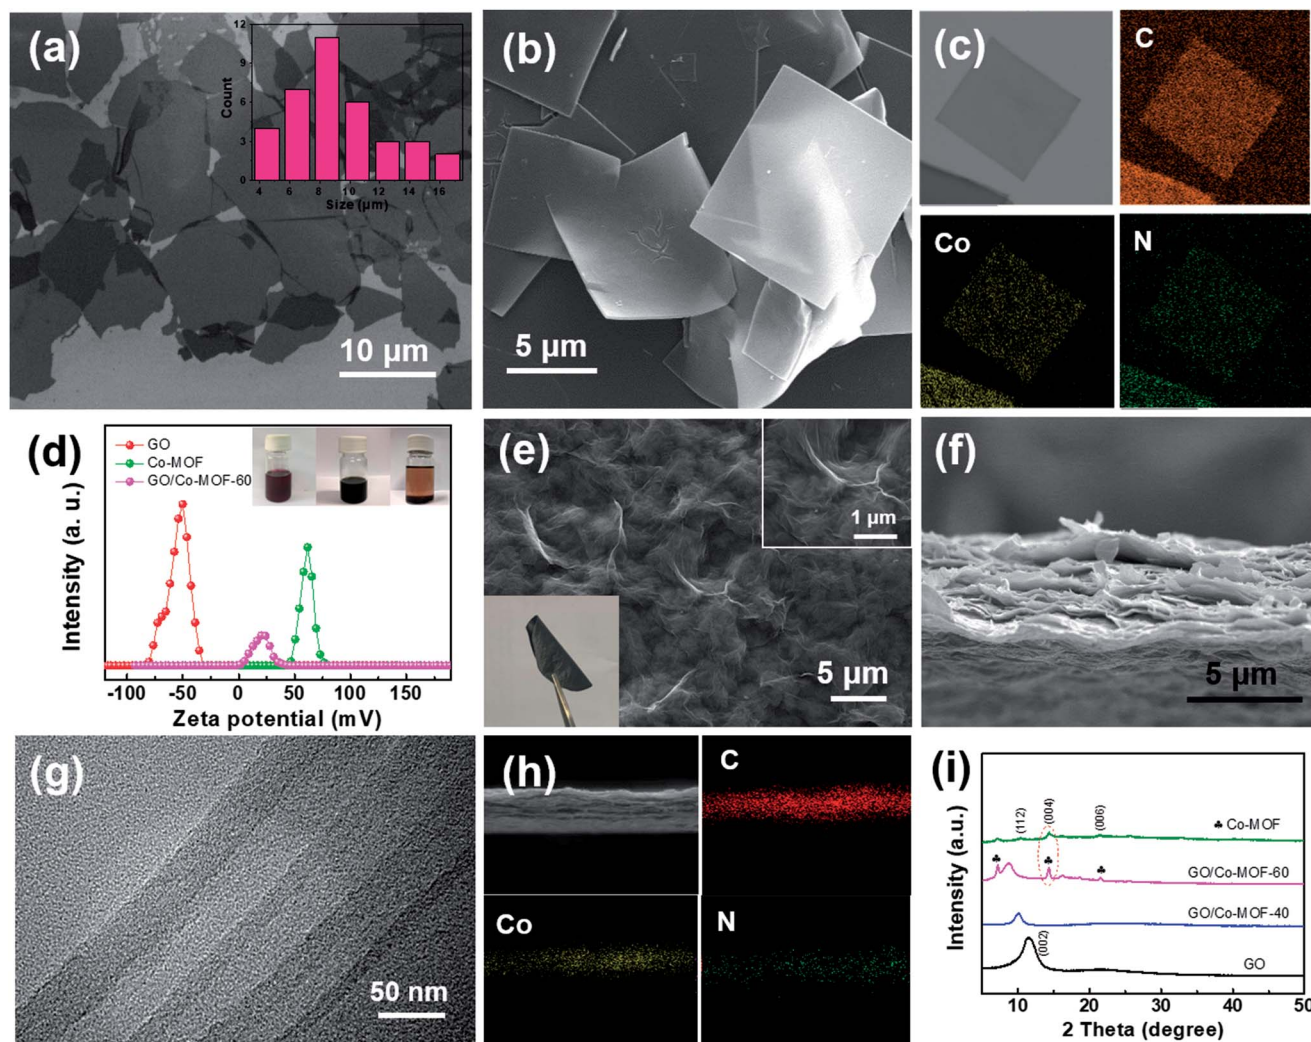 (a)
12
9
6
3
0
Count
4 6 8 10 12 14 16
Size (μm)
10 μm
(b)
5 μm
(c)
C
Co
N
(d)
GO
Co-MOF
GO/Co-MOF-60
Intensity (a. u.)
-100 -50 0 50 100 150
Zeta potential (mV)
(e)
1 μm
5 μm
(f)
5 μm
(g)
50 nm
(h)
C
Co
N
(i)
Intensity (a.u.)
(112)
(004)
(006)
♣ Co-MOF
♣
♣
♣
GO/Co-MOF-60
GO/Co-MOF-40
(002)
GO
10 20 30 40 50
2 Theta (degree)